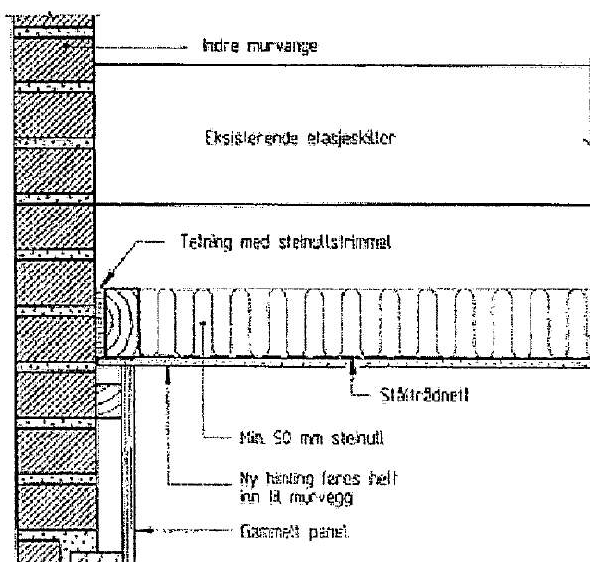 Indre murvange
Eksisterende etasjeskiller
Tetning med steinullstrimmel
Ståltrådnett
Min. 50 mm steinull
Ny himling føres helt
inn til murvegg
Gammelt panel